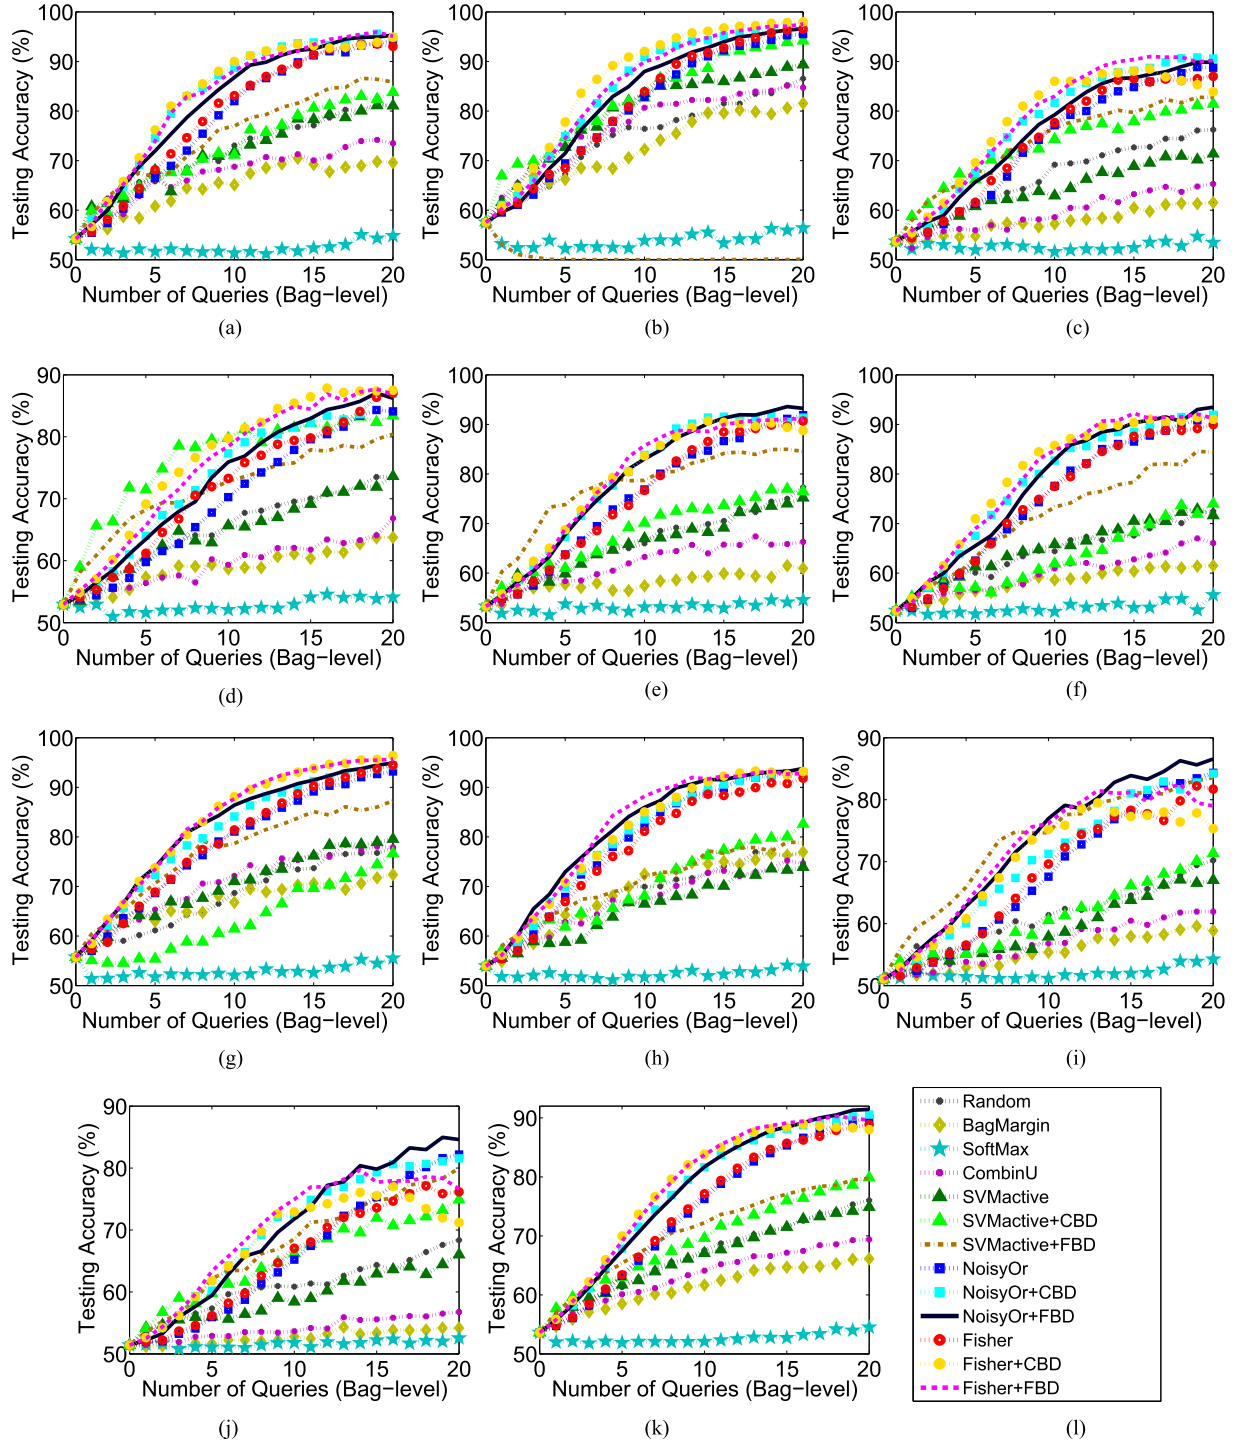 Testing Accuracy (%)
100
90
80
70
60
50
0 5 10 15 20
Number of Queries (Bag−level)
(a)
Testing Accuracy (%)
100
90
80
70
60
50
0 5 10 15 20
Number of Queries (Bag−level)
(b)
Testing Accuracy (%)
100
90
80
70
60
50
0 5 10 15 20
Number of Queries (Bag−level)
(c)
Testing Accuracy (%)
90
80
70
60
50
0 5 10 15 20
Number of Queries (Bag−level)
(d)
Testing Accuracy (%)
100
90
80
70
60
50
0 5 10 15 20
Number of Queries (Bag−level)
(e)
Testing Accuracy (%)
100
90
80
70
60
50
0 5 10 15 20
Number of Queries (Bag−level)
(f)
Testing Accuracy (%)
100
90
80
70
60
50
0 5 10 15 20
Number of Queries (Bag−level)
(g)
Testing Accuracy (%)
100
90
80
70
60
50
0 5 10 15 20
Number of Queries (Bag−level)
(h)
Testing Accuracy (%)
90
80
70
60
50
0 5 10 15 20
Number of Queries (Bag−level)
(i)
Testing Accuracy (%)
90
80
70
60
50
0 5 10 15 20
Number of Queries (Bag−level)
(j)
Testing Accuracy (%)
90
80
70
60
50
0 5 10 15 20
Number of Queries (Bag−level)
(k)
Random
BagMargin
SoftMax
CombinU
SVMactive
SVMactive+CBD
SVMactive+FBD
NoisyOr
NoisyOr+CBD
NoisyOr+FBD
Fisher
Fisher+CBD
Fisher+FBD
(l)